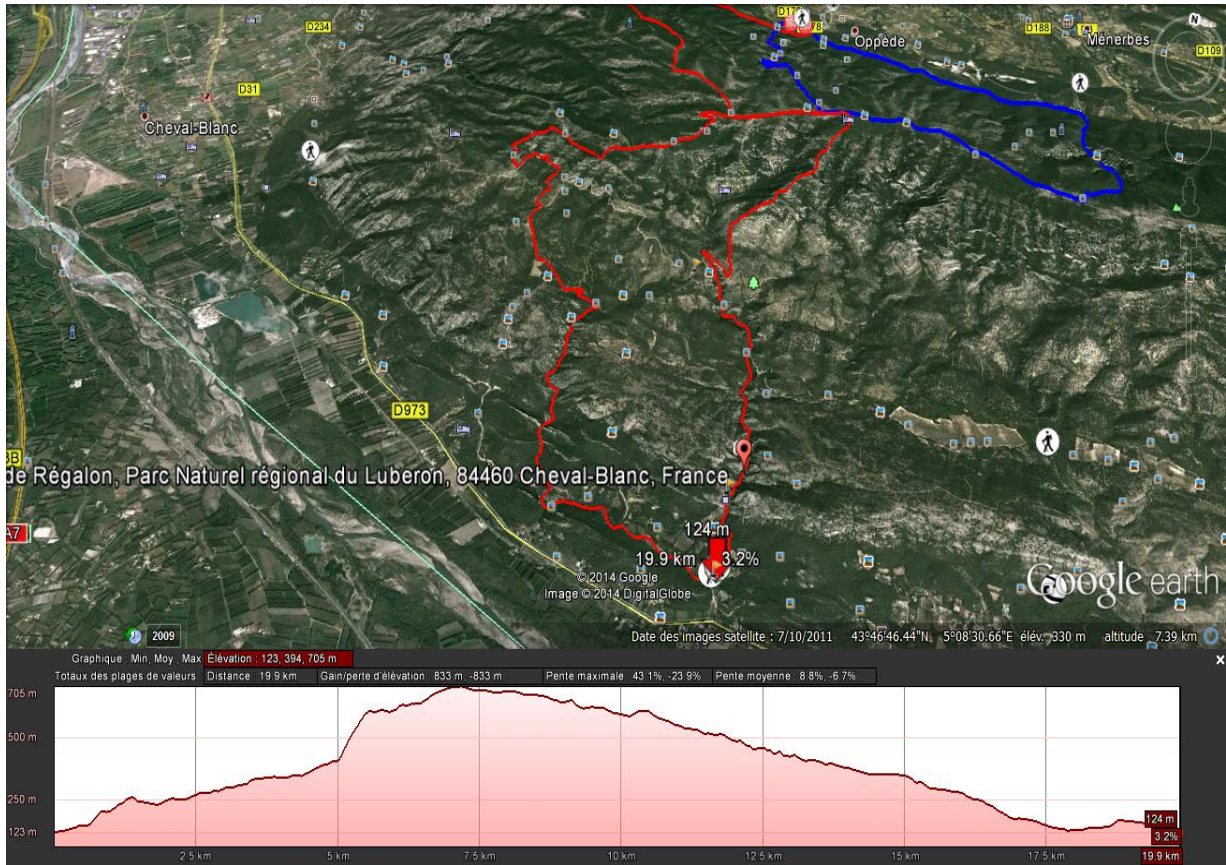 D234
D17
78
Oppède
D188
Ménerbes
D109
N
D31
Cheval-Blanc
D973
A7
de Régalon, Parc Naturel régional du Luberon, 84460 Cheval-Blanc, France
124 m
19.9 km 3.2%
© 2014 Google
Image © 2014 DigitalGlobe
Google earth
2009
Date des images satellite : 7/10/2011 43°46'46.44"N 5°08'30.66"E élév. 330 m altitude 7.39 km
Graphique : Min, Moy., Max Élévation : 123, 394, 705 m
x
Totaux des plages de valeurs : Distance : 19.9 km Gain/perte d'élévation : 833 m, -833 m Pente maximale : 43.1%, -23.9% Pente moyenne : 8.8%, -6.7%
705 m
500 m
250 m
123 m
124 m
3.2%
2.5 km 5 km 7.5 km 10 km 12.5 km 15 km 17.5 km 19.9 km